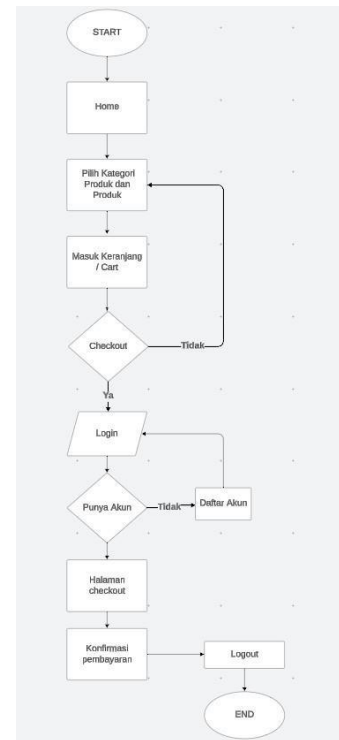 START
Home
Pilih Kategori
Produk dan
Produk
Masuk Keranjang
/ Cart
Checkout
Tidak
Ya
Login
Punya Akun
Tidak
Daftar Akun
Halaman
checkout
Konfirmasi
pembayaran
Logout
END